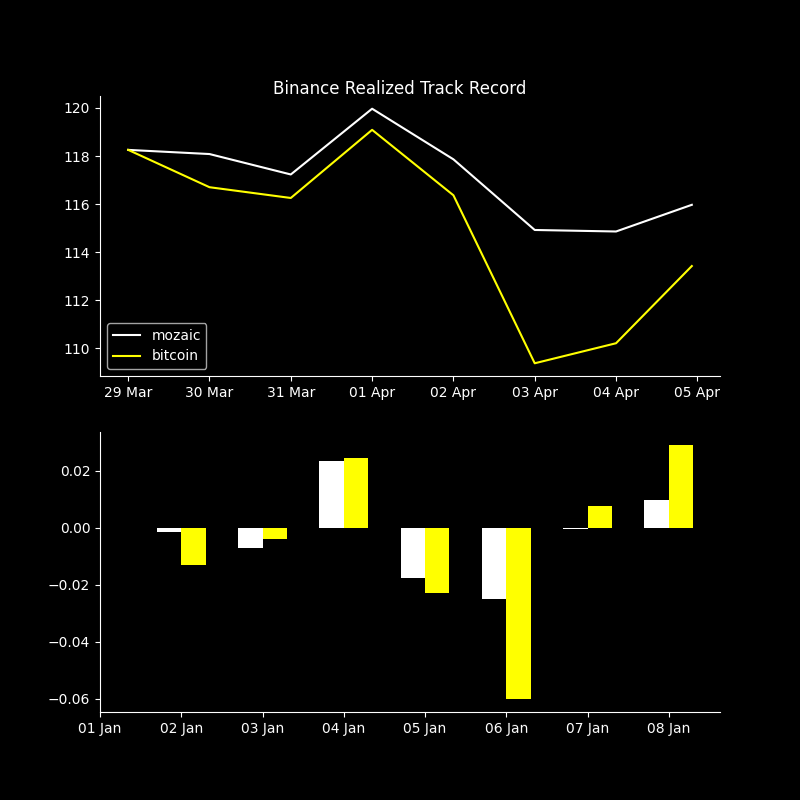 Binance Realized Track Record
120
118
116
114
112
110
mozaic
bitcoin
29 Mar 30 Mar 31 Mar 01 Apr 02 Apr 03 Apr 04 Apr 05 Apr
0.02
0.00
−0.02
−0.04
−0.06
01 Jan 02 Jan 03 Jan 04 Jan 05 Jan 06 Jan 07 Jan 08 Jan